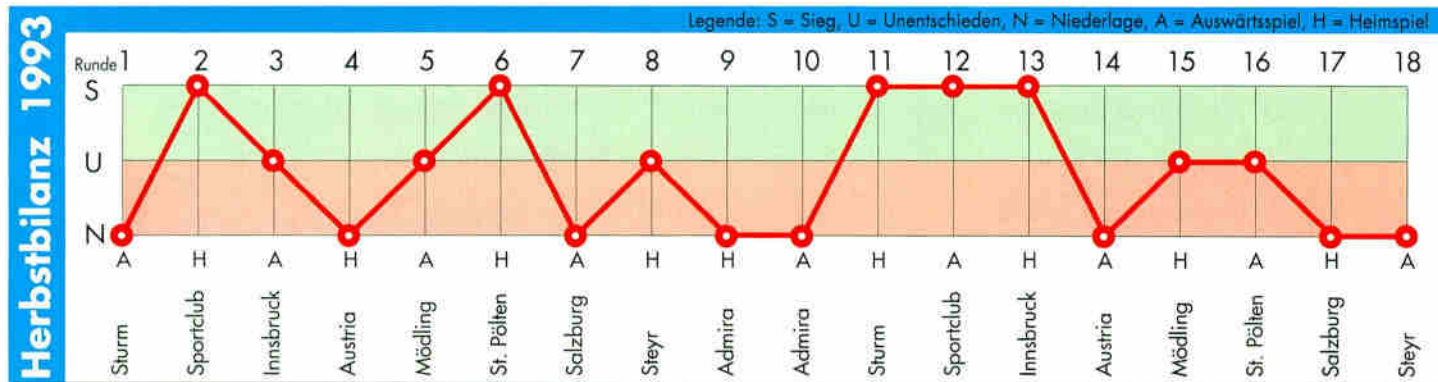 Herbstbilanz 1993
Legende: S = Sieg, U = Unentschieden, N = Niederlage, A = Auswärtsspiel, H = Heimspiel
Runde 1 2 3 4 5 6 7 8 9 10 11 12 13 14 15 16 17 18
S
U
N
A H A H A H A H H A H A H A H A H A
Sturm Sportclub Innsbruck Austria Mödling St. Pölten Salzburg Steyr Admira Admira Sturm Sportclub Innsbruck Austria Mödling St. Pölten Salzburg Steyr